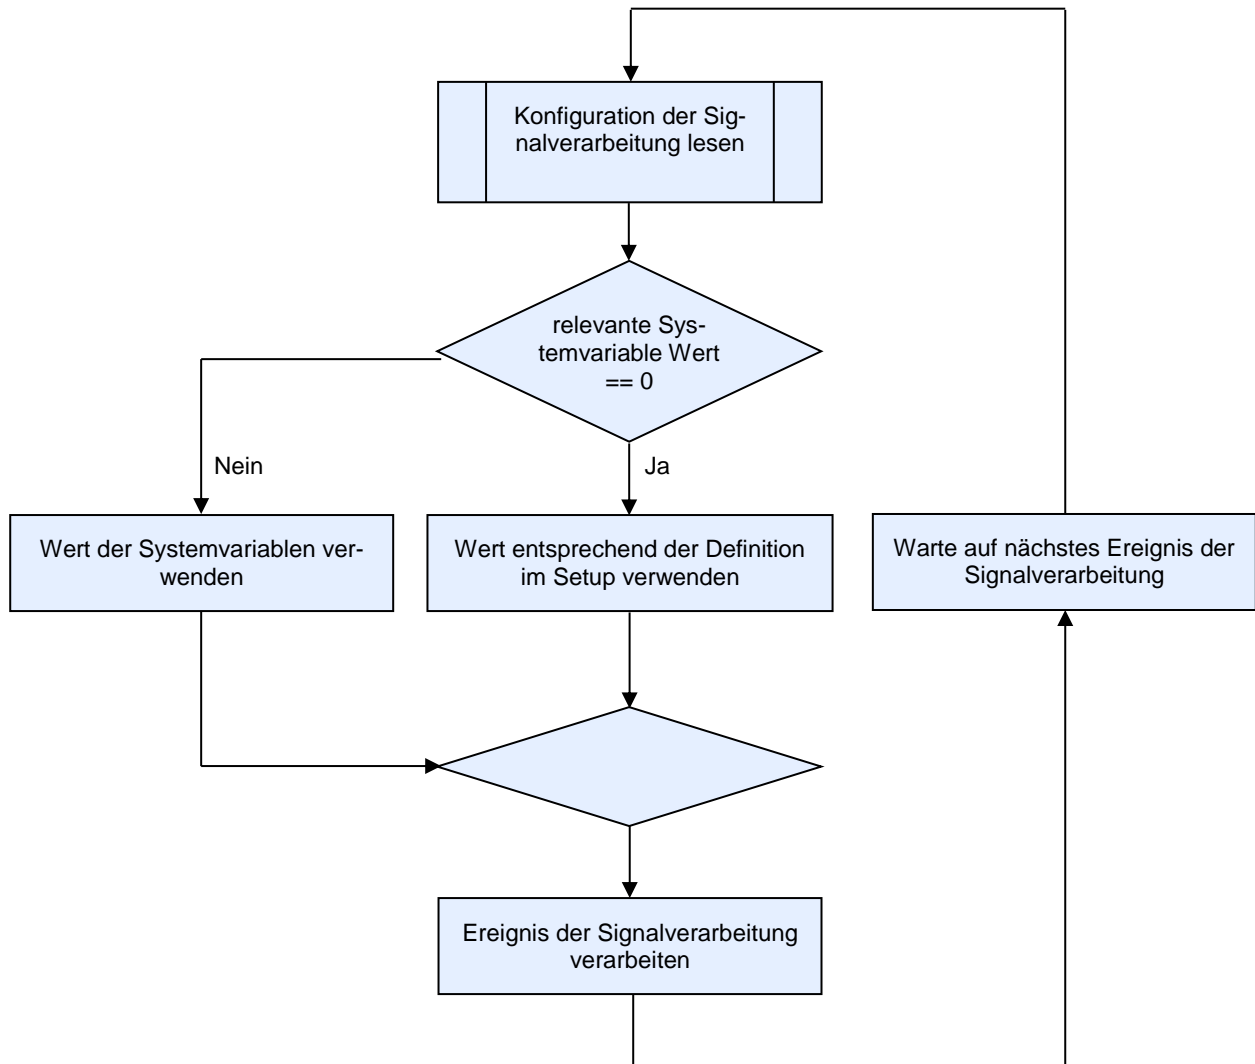 Konfiguration der Sig-
nalverarbeitung lesen
relevante Sys-
temvariable Wert
== 0
Nein
Ja
Wert der Systemvariablen ver-
wenden
Wert entsprechend der Definition
im Setup verwenden
Warte auf nächstes Ereignis der
Signalverarbeitung
Ereignis der Signalverarbeitung
verarbeiten